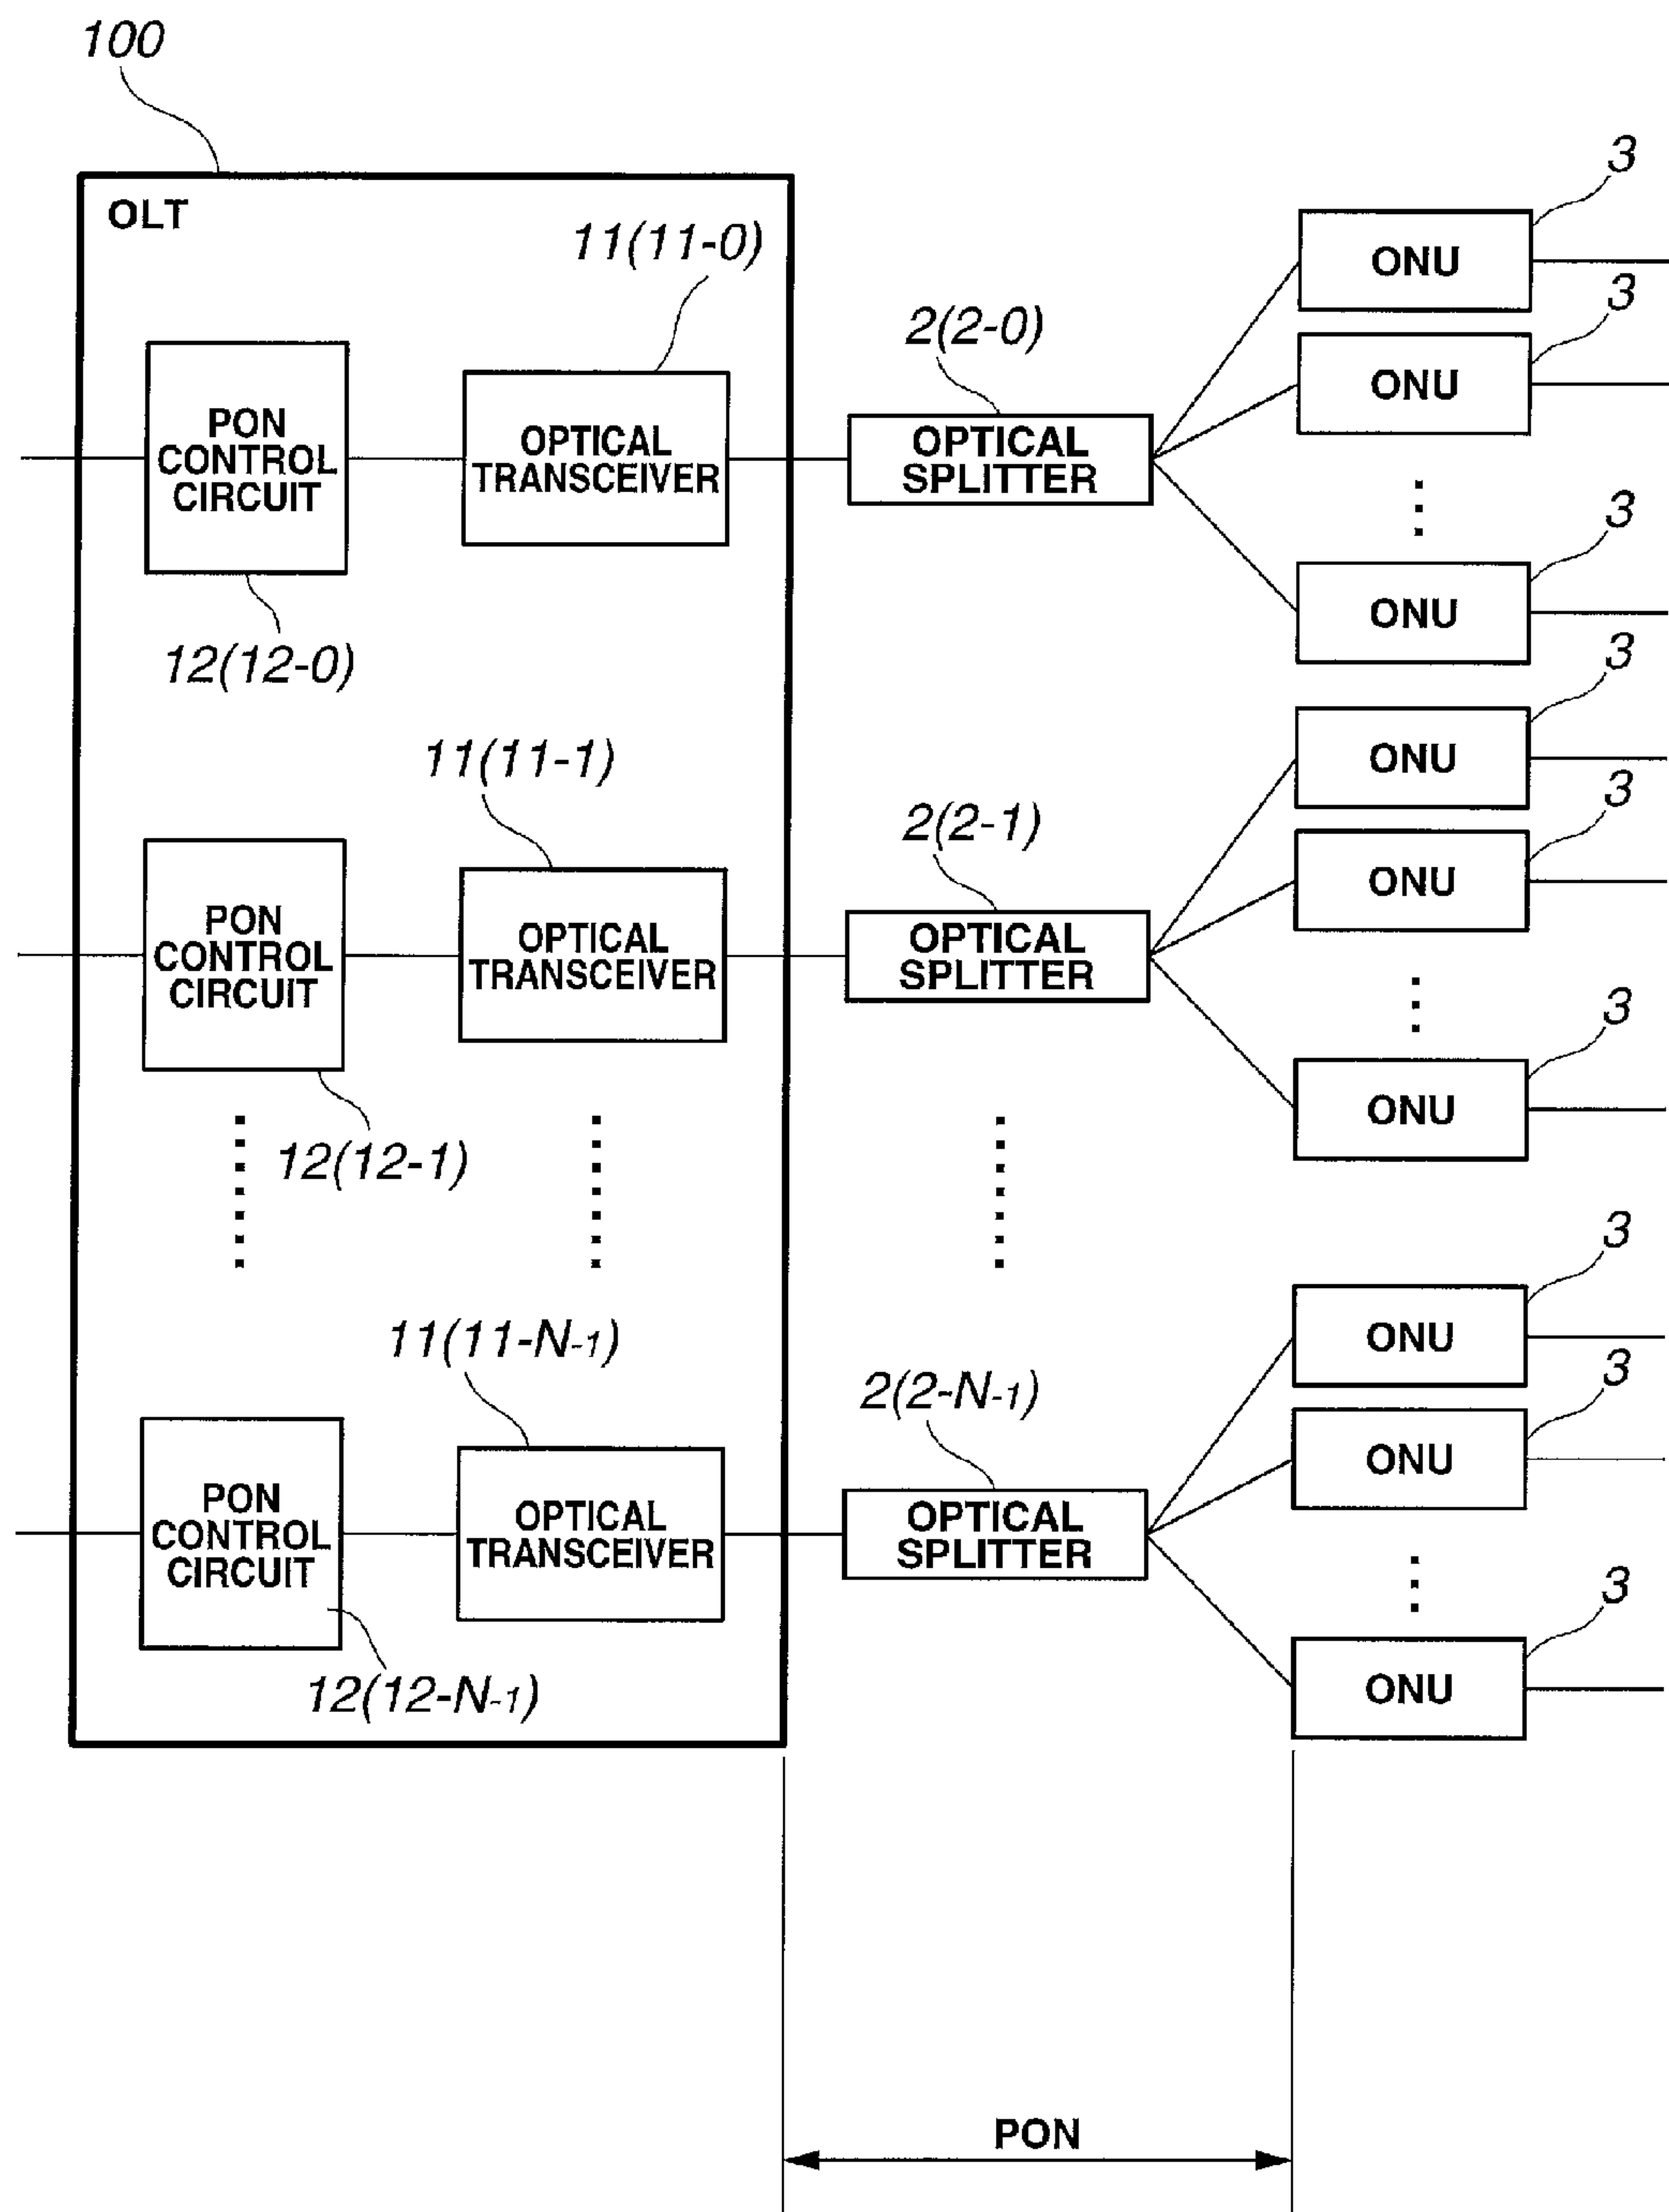 100
OLT
11(11-0)
3
ONU
3
2(2-0)
ONU
PON
CONTROL
CIRCUIT
OPTICAL
TRANSCEIVER
OPTICAL
SPLITTER
3
ONU
12(12-0)
3
11(11-1)
ONU
3
2(2-1)
ONU
PON
CONTROL
CIRCUIT
OPTICAL
TRANSCEIVER
OPTICAL
SPLITTER
3
ONU
12(12-1)
3
11(11-N-1)
ONU
3
2(2-N-1)
ONU
PON
CONTROL
CIRCUIT
OPTICAL
TRANSCEIVER
OPTICAL
SPLITTER
3
ONU
12(12-N-1)
PON